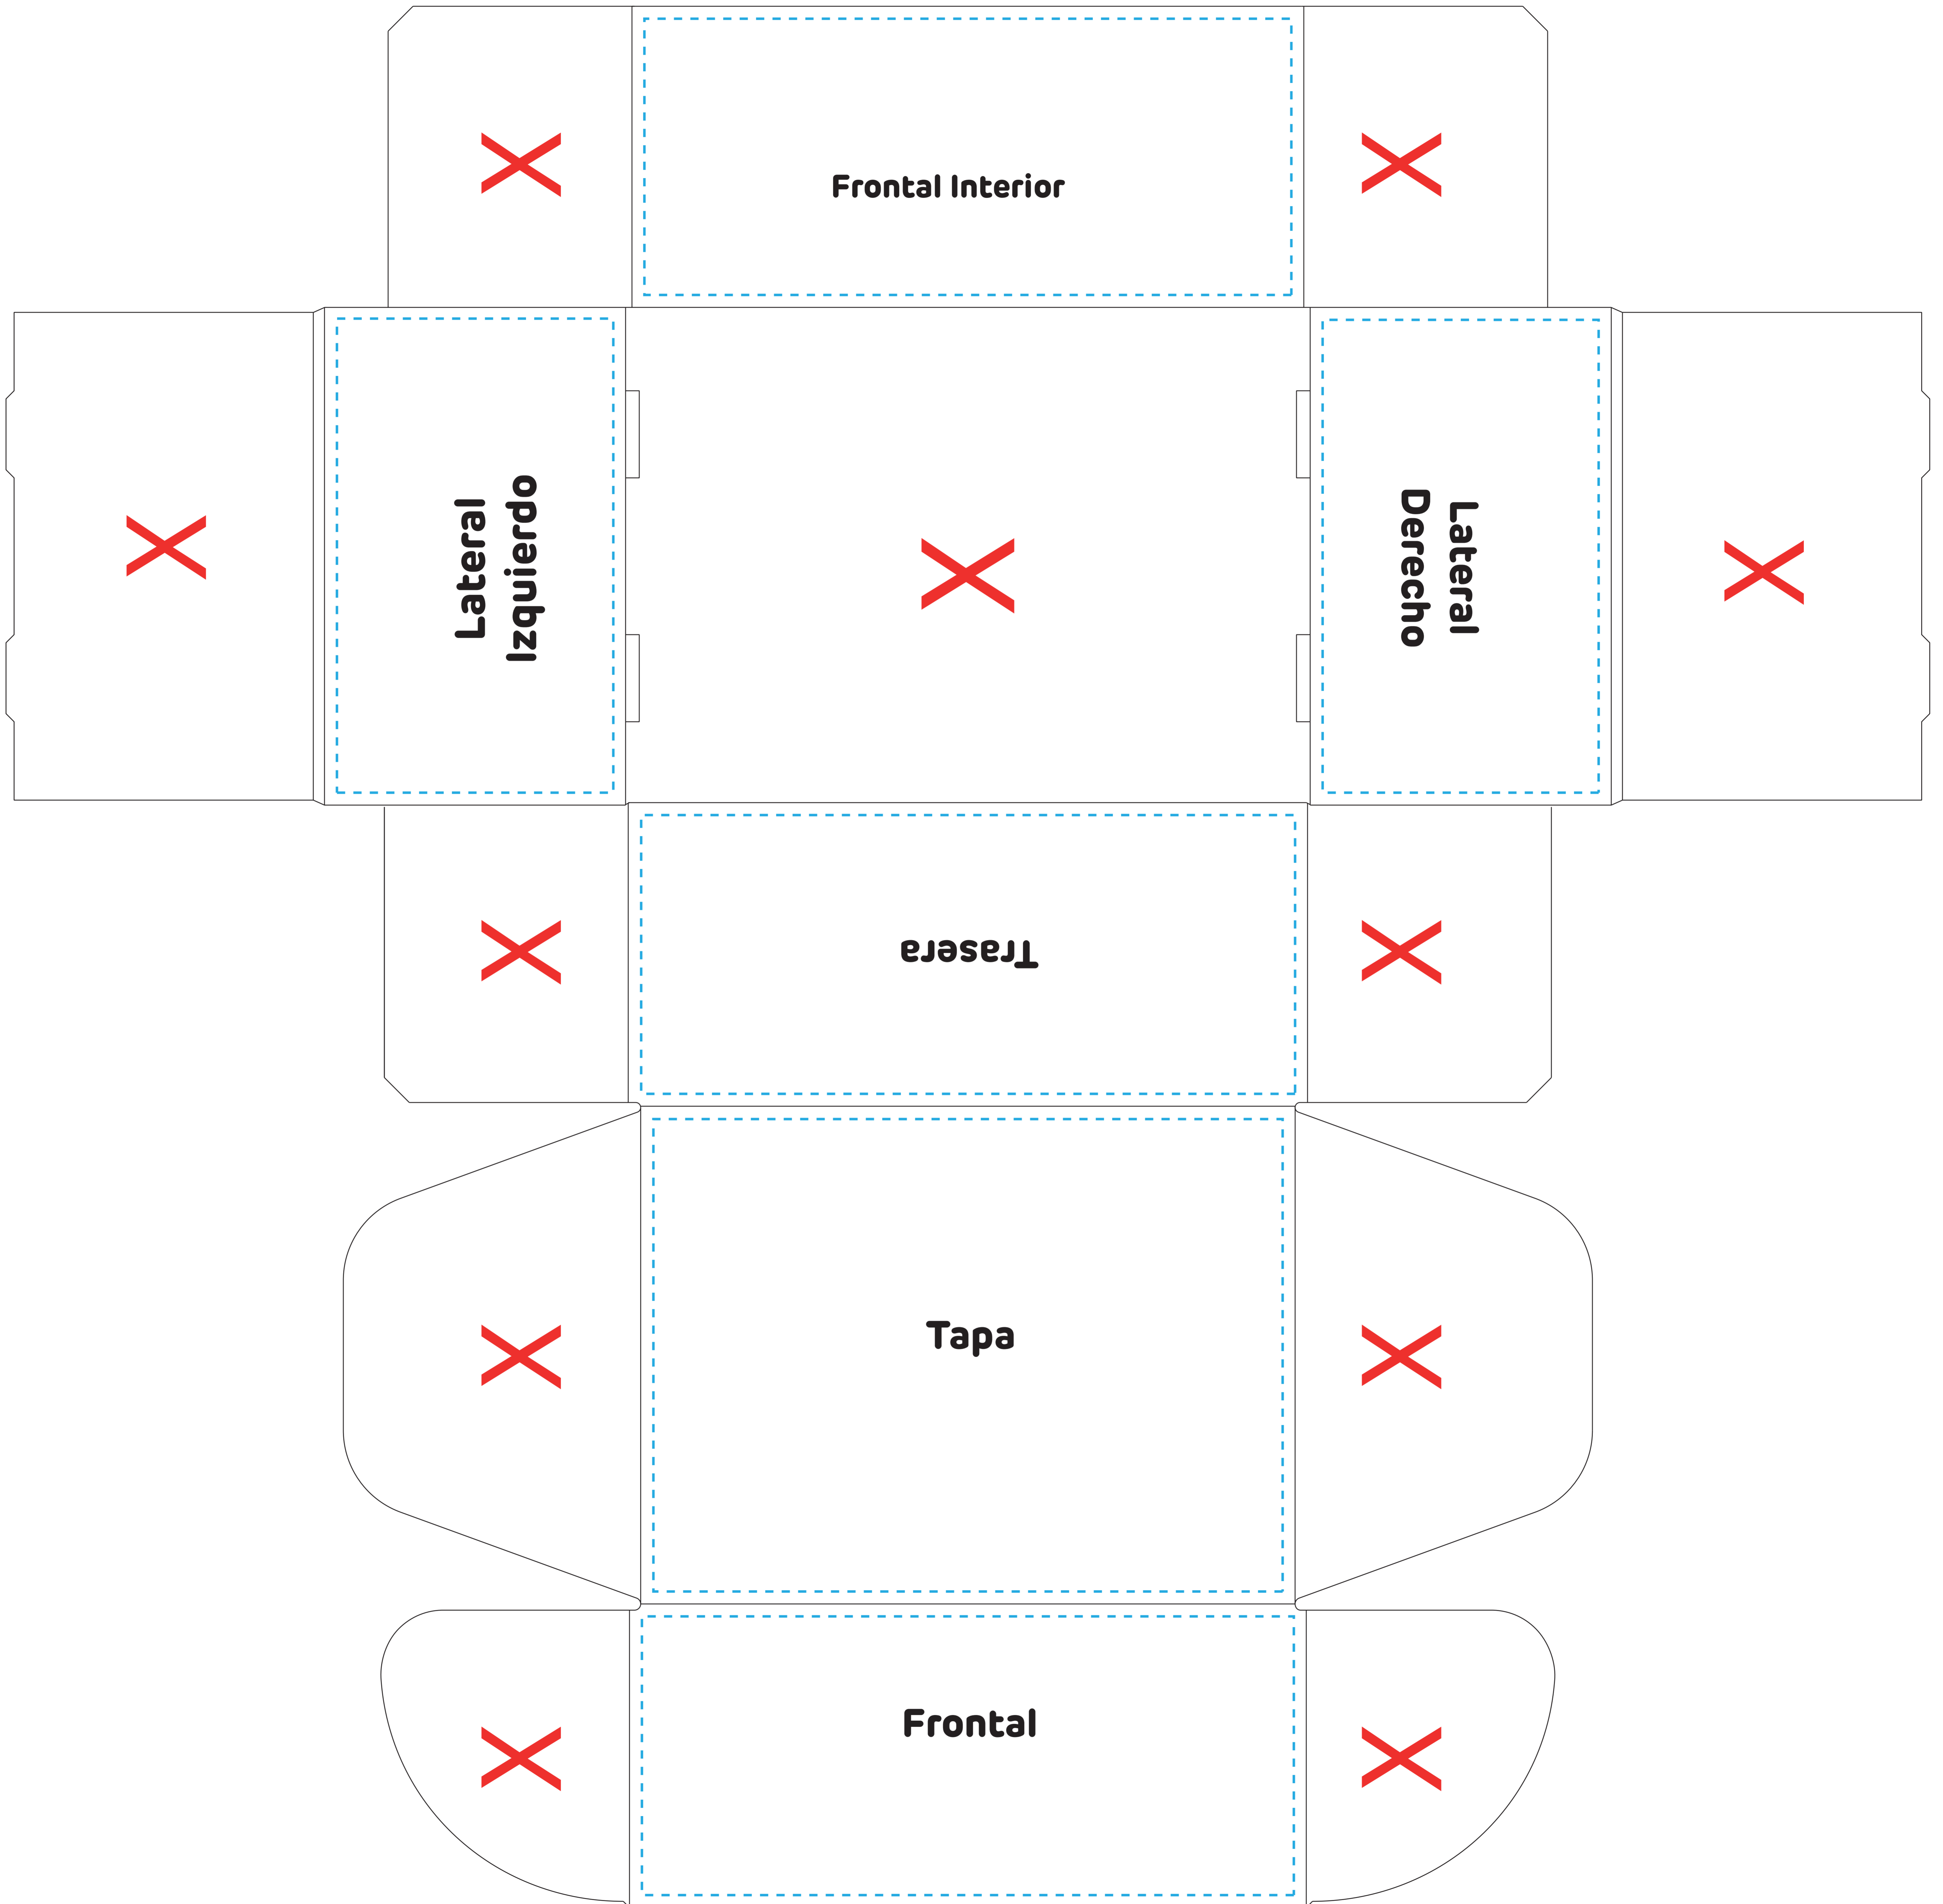 Frontal Interior
Lateral
Izquierdo
Lateral
Derecho
Trasera
Tapa
Frontal